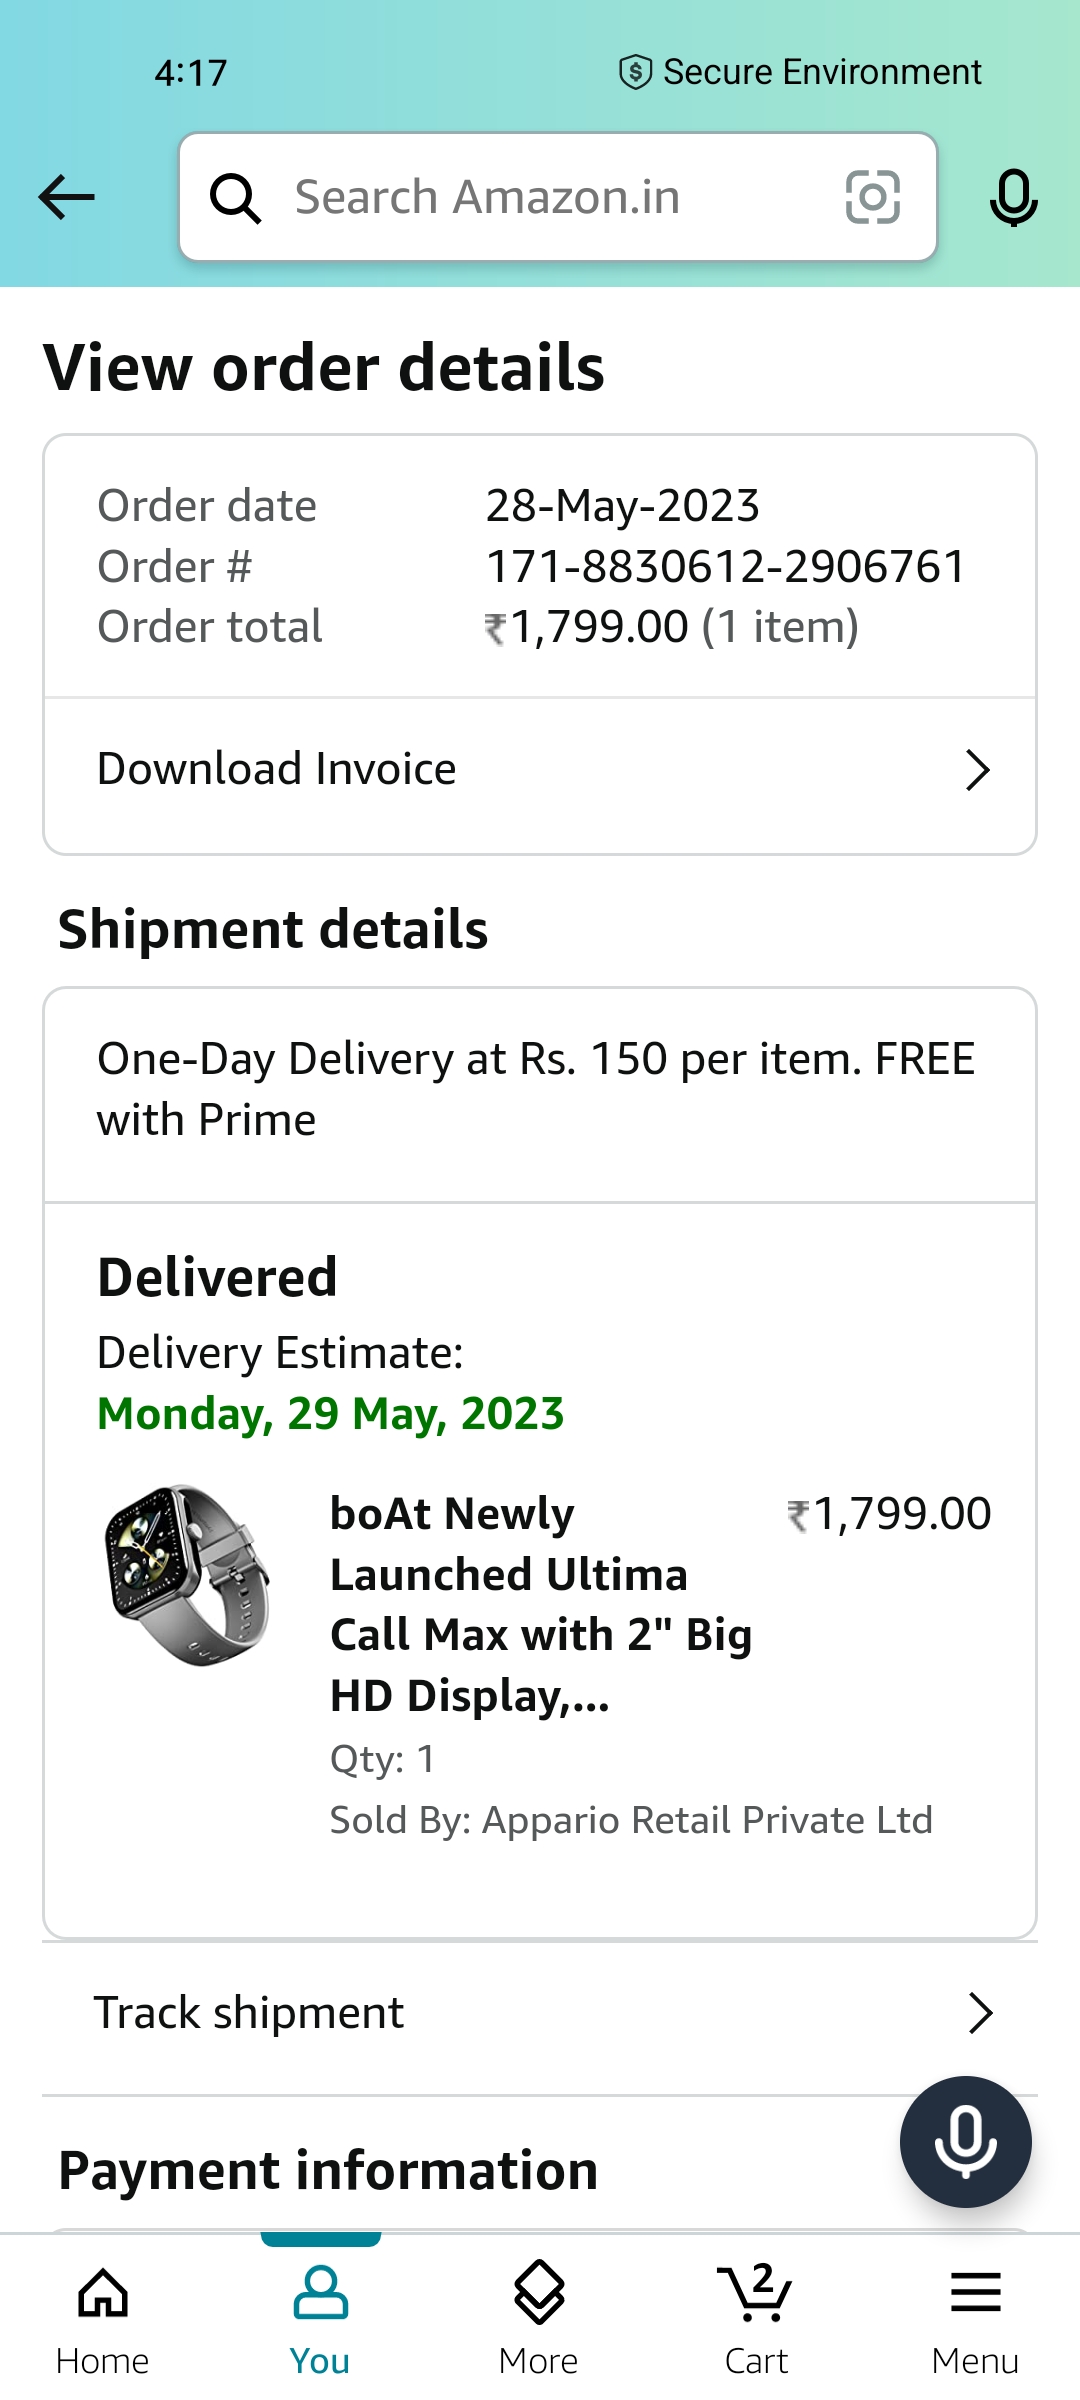 4:17
Secure Environment
Search Amazon.in
View order details
Order date 28-May-2023
Order # 171-8830612-2906761
Order total ₹1,799.00 (1 item)
Download Invoice
Shipment details
One-Day Delivery at Rs. 150 per item. FREE
with Prime
Delivered
Delivery Estimate:
Monday, 29 May, 2023
boAt Newly ₹1,799.00
Launched Ultima
Call Max with 2" Big
HD Display,...
Qty: 1
Sold By: Appario Retail Private Ltd
Track shipment
Payment information
2
Home You More Cart Menu